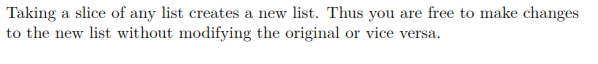 Taking a slice of any list creates a new list. Thus you are free to make changes
to the new list without modifying the original or vice versa.